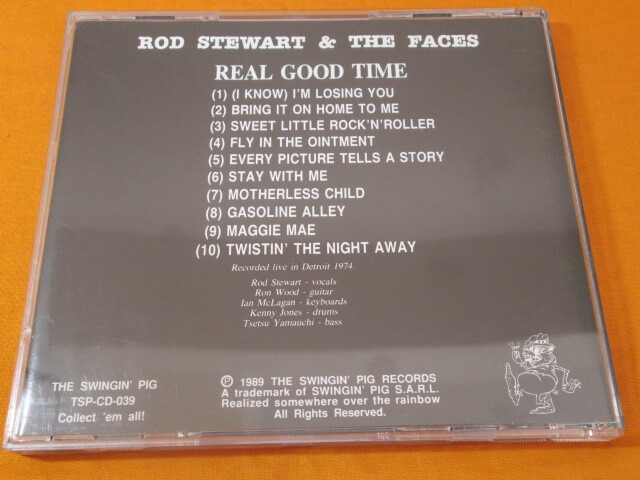 ROD STEWART & THE FACES
REAL GOOD TIME
(1) (I KNOW) I'M LOSING YOU
(2) BRING IT ON HOME TO ME
(3) SWEET LITTLE ROCK'N'ROLLER
(4) FLY IN THE OINTMENT
(5) EVERY PICTURE TELLS A STORY
(6) STAY WITH ME
(7) MOTHERLESS CHILD
(8) GASOLINE ALLEY
(9) MAGGIE MAE
(10) TWISTIN' THE NIGHT AWAY
Recorded live in Detroit 1974.
Rod Stewart - vocals
Ron Wood - guitar
Ian McLagan - keyboards
Kenny Jones - drums
Tsetsu Yamauchi - bass
THE SWINGIN' PIG
TSP-CD-039
Collect 'em all!
Ⓟ 1989 THE SWINGIN' PIG RECORDS
A trademark of SWINGIN' PIG S.A.R.L.
Realized somewhere over the rainbow
All Rights Reserved.